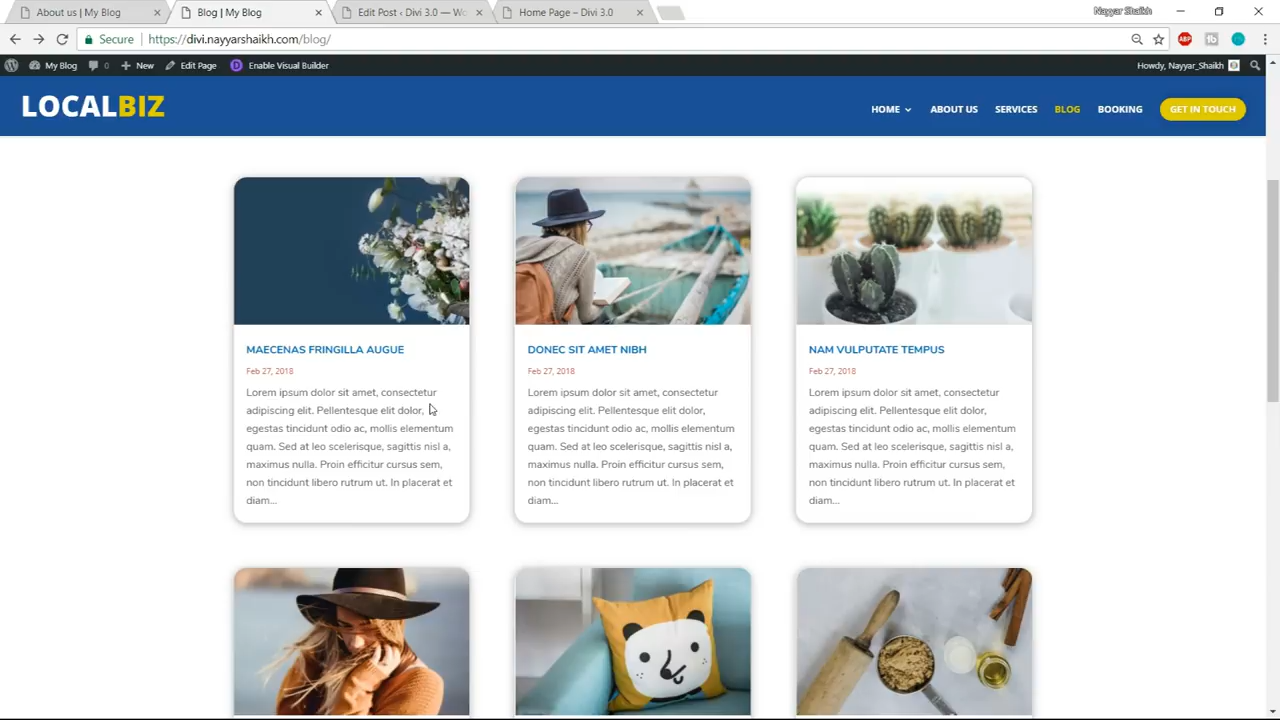 About us | My Blog
Blog | My Blog
Edit Post ‹ Divi 3.0 — Wo
Home Page – Divi 3.0
Nayyar Shaikh
Secure
https://divi.nayyarshaikh.com/blog/
ABP
My Blog
0
New
Edit Page
Enable Visual Builder
Howdy, Nayyar_Shaikh
LOCALBIZ
HOME
ABOUT US
SERVICES
BLOG
BOOKING
GET IN TOUCH
MAECENAS FRINGILLA AUGUE
Feb 27, 2018
Lorem ipsum dolor sit amet, consectetur
adipiscing elit. Pellentesque elit dolor,
egestas tincidunt odio ac, mollis elementum
quam. Sed at leo scelerisque, sagittis nisl a,
maximus nulla. Proin efficitur cursus sem,
non tincidunt libero rutrum ut. In placerat et
diam...
DONEC SIT AMET NIBH
Feb 27, 2018
Lorem ipsum dolor sit amet, consectetur
adipiscing elit. Pellentesque elit dolor,
egestas tincidunt odio ac, mollis elementum
quam. Sed at leo scelerisque, sagittis nisl a,
maximus nulla. Proin efficitur cursus sem,
non tincidunt libero rutrum ut. In placerat et
diam...
NAM VULPUTATE TEMPUS
Feb 27, 2018
Lorem ipsum dolor sit amet, consectetur
adipiscing elit. Pellentesque elit dolor,
egestas tincidunt odio ac, mollis elementum
quam. Sed at leo scelerisque, sagittis nisl a,
maximus nulla. Proin efficitur cursus sem,
non tincidunt libero rutrum ut. In placerat et
diam...